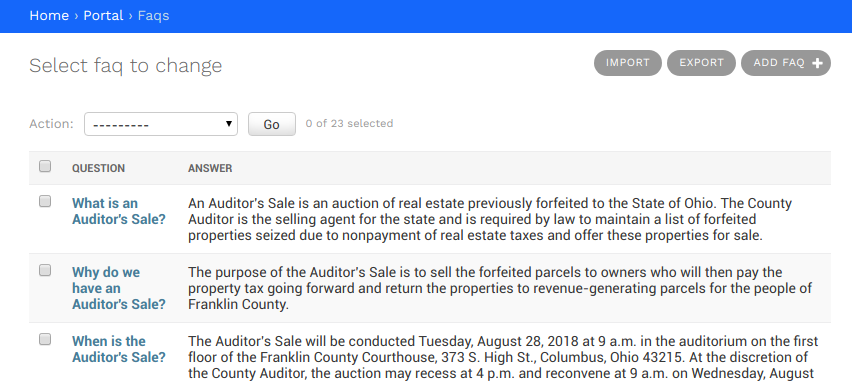 Home › Portal › Faqs
Select faq to change
IMPORT EXPORT ADD FAQ +
Action: --------- Go 0 of 23 selected
QUESTION ANSWER
What is an Auditor's Sale?
An Auditor's Sale is an auction of real estate previously forfeited to the State of Ohio. The County
Auditor is the selling agent for the state and is required by law to maintain a list of forfeited
properties seized due to nonpayment of real estate taxes and offer these properties for sale.
Why do we
have an
Auditor's Sale?
The purpose of the Auditor's Sale is to sell the forfeited parcels to owners who will then pay the
property tax going forward and return the properties to revenue-generating parcels for the people of
Franklin County.
When is the
Auditor's Sale?
The Auditor's Sale will be conducted Tuesday, August 28, 2018 at 9 a.m. in the auditorium on the first
floor of the Franklin County Courthouse, 373 S. High St., Columbus, Ohio 43215. At the discretion of
the County Auditor, the auction may recess at 4 p.m. and reconvene at 9 a.m. on Wednesday, August